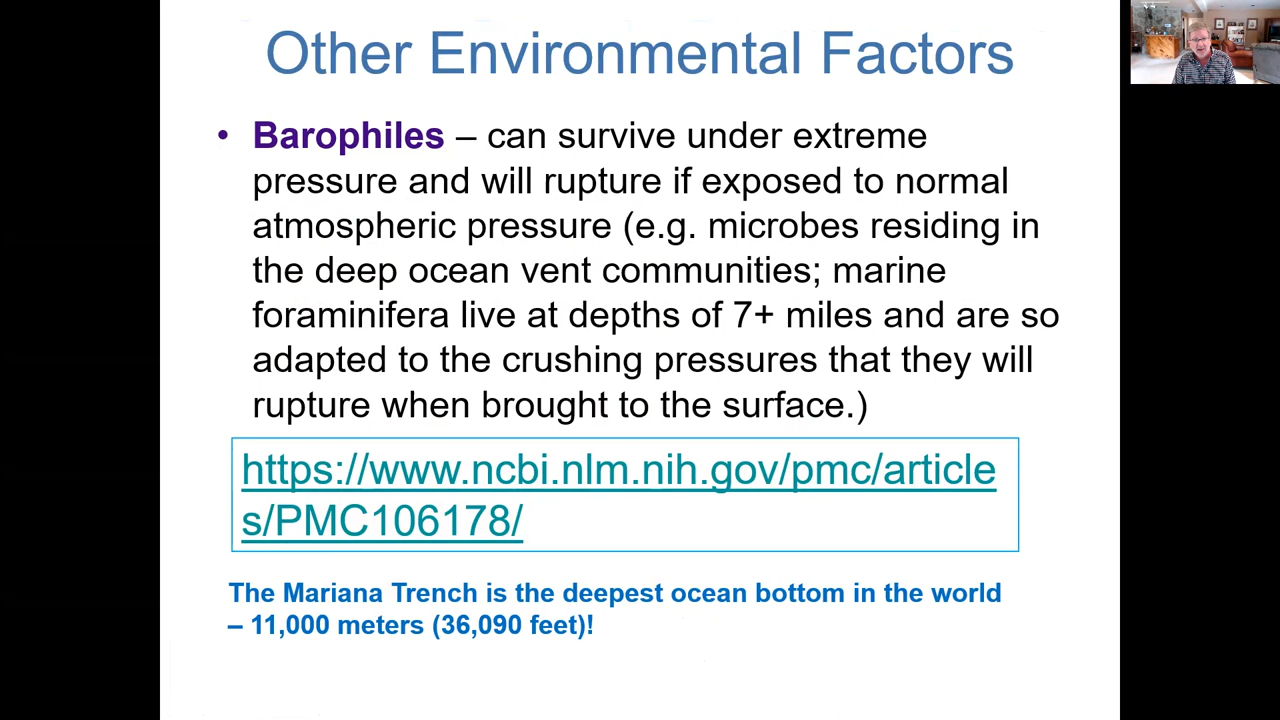 Other Environmental Factors
• Barophiles – can survive under extreme
pressure and will rupture if exposed to normal
atmospheric pressure (e.g. microbes residing in
the deep ocean vent communities; marine
foraminifera live at depths of 7+ miles and are so
adapted to the crushing pressures that they will
rupture when brought to the surface.)
https://www.ncbi.nlm.nih.gov/pmc/article
s/PMC106178/
The Mariana Trench is the deepest ocean bottom in the world
– 11,000 meters (36,090 feet)!